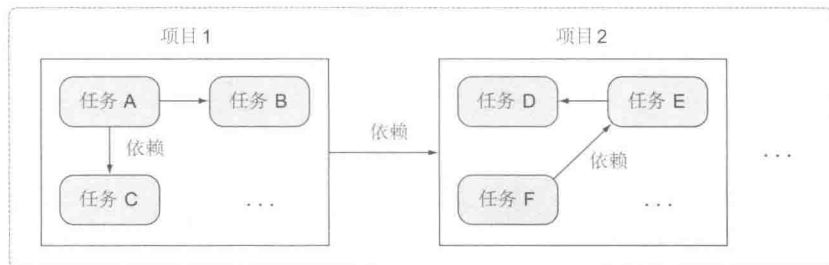 项目 1 项目 2
任务 A 任务 B 任务 D 任务 E
依赖 依赖 依赖 ...
任务 C ... 任务 F ...